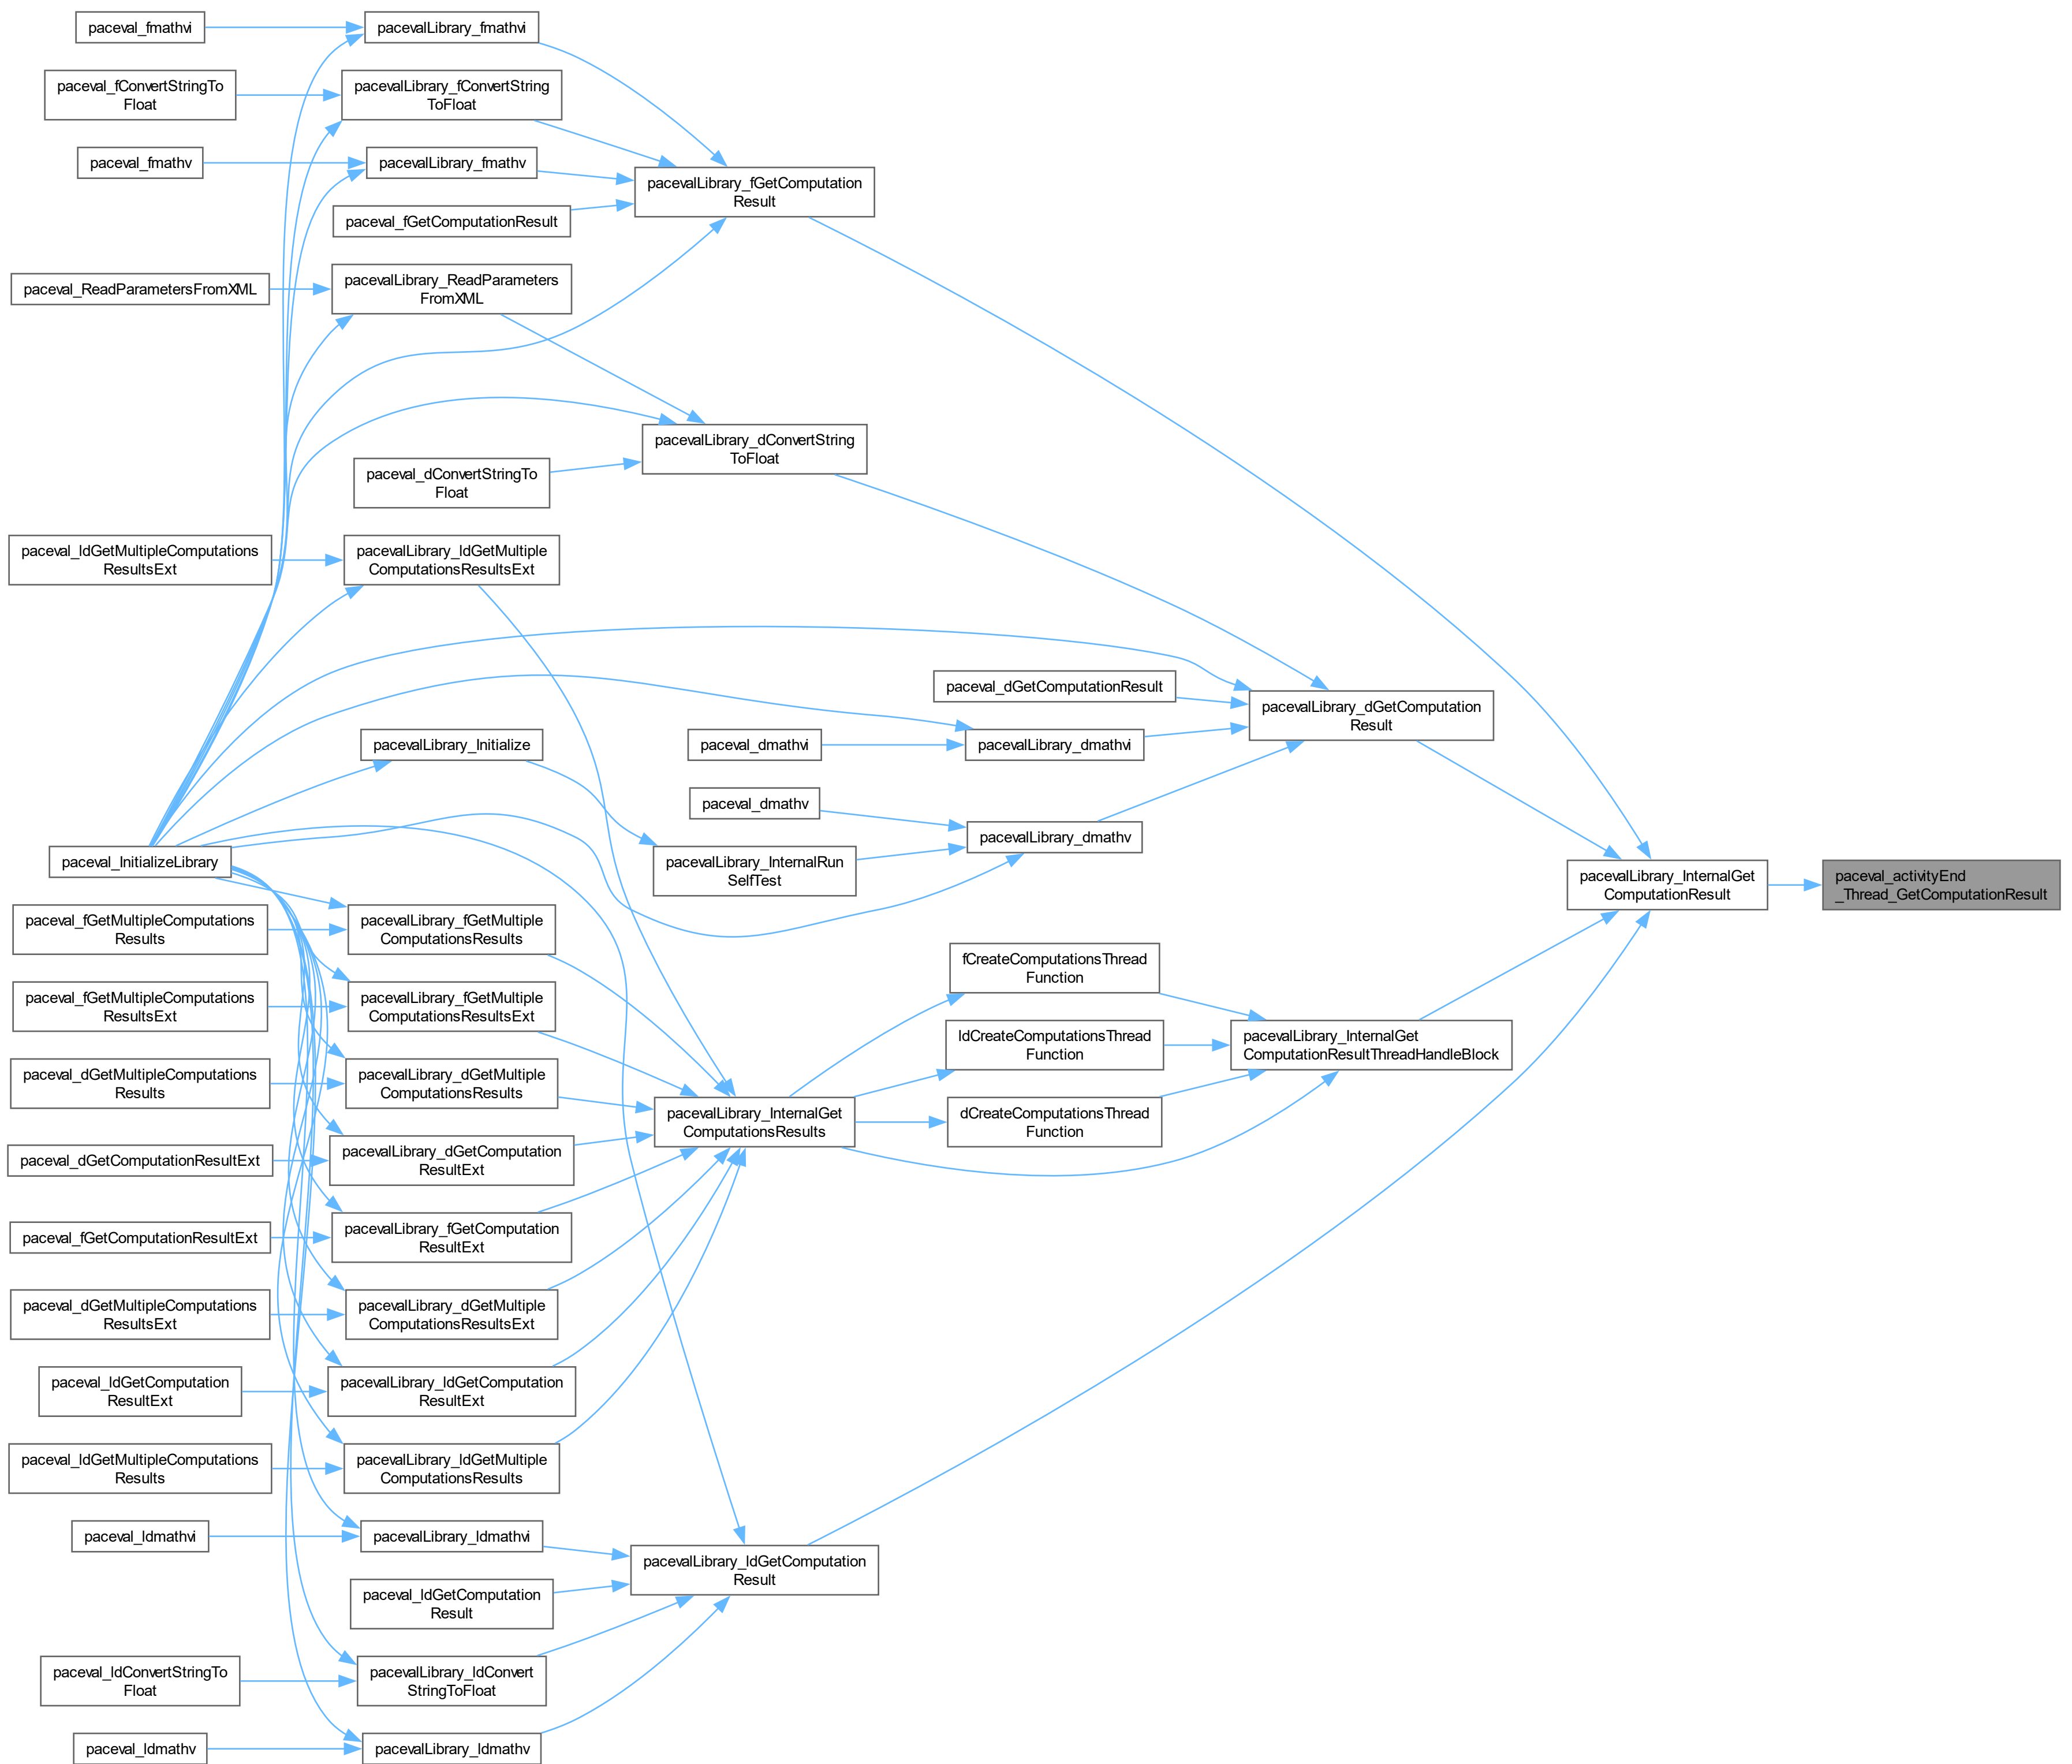 paceval_fmathvi
pacevalLibrary_fmathvi
paceval_fConvertStringTo
Float
pacevalLibrary_fConvertString
ToFloat
paceval_fmathv
pacevalLibrary_fmathv
pacevalLibrary_fGetComputation
Result
paceval_fGetComputationResult
paceval_ReadParametersFromXML
pacevalLibrary_ReadParameters
FromXML
pacevalLibrary_dConvertString
ToFloat
paceval_dConvertStringTo
Float
paceval_ldGetMultipleComputations
ResultsExt
pacevalLibrary_ldGetMultiple
ComputationsResultsExt
paceval_dGetComputationResult
pacevalLibrary_dGetComputation
Result
pacevalLibrary_Initialize
paceval_dmathvi
pacevalLibrary_dmathvi
paceval_dmathv
pacevalLibrary_dmathv
paceval_InitializeLibrary
pacevalLibrary_InternalRun
SelfTest
pacevalLibrary_InternalGet
ComputationResult
paceval_activityEnd
_Thread_GetComputationResult
paceval_fGetMultipleComputations
Results
pacevalLibrary_fGetMultiple
ComputationsResults
fCreateComputationsThread
Function
paceval_fGetMultipleComputations
ResultsExt
pacevalLibrary_fGetMultiple
ComputationsResultsExt
ldCreateComputationsThread
Function
pacevalLibrary_InternalGet
ComputationResultThreadHandleBlock
paceval_dGetMultipleComputations
Results
pacevalLibrary_dGetMultiple
ComputationsResults
pacevalLibrary_InternalGet
ComputationsResults
dCreateComputationsThread
Function
paceval_dGetComputationResultExt
pacevalLibrary_dGetComputation
ResultExt
paceval_fGetComputationResultExt
pacevalLibrary_fGetComputation
ResultExt
paceval_dGetMultipleComputations
ResultsExt
pacevalLibrary_dGetMultiple
ComputationsResultsExt
paceval_ldGetComputation
ResultExt
pacevalLibrary_ldGetComputation
ResultExt
paceval_ldGetMultipleComputations
Results
pacevalLibrary_ldGetMultiple
ComputationsResults
paceval_ldmathvi
pacevalLibrary_ldmathvi
pacevalLibrary_ldGetComputation
Result
paceval_ldGetComputation
Result
paceval_ldConvertStringTo
Float
pacevalLibrary_ldConvert
StringToFloat
paceval_ldmathv
pacevalLibrary_ldmathv